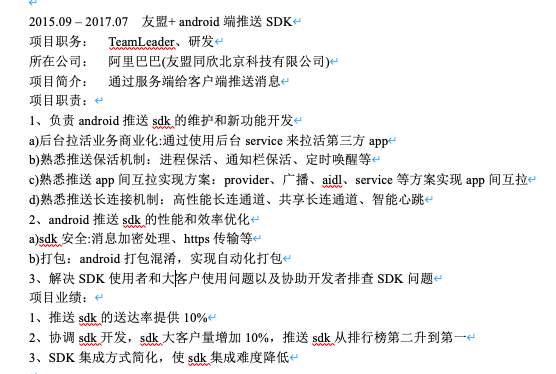 2015.09 – 2017.07 友盟+ android 端推送 SDK
项目职务： TeamLeader、研发
所在公司： 阿里巴巴(友盟同欣北京科技有限公司)
项目简介： 通过服务端给客户端推送消息
项目职责：
1、负责 android 推送 sdk 的维护和新功能开发
a)后台拉活业务商业化:通过使用后台 service 来拉活第三方 app
b)熟悉推送保活机制：进程保活、通知栏保活、定时唤醒等
c)熟悉推送 app 间互拉实现方案：provider、广播、aidl、service 等方案实现 app 间互拉
d)熟悉推送长连接机制：高性能长连通道、共享长连通道、智能心跳
2、android 推送 sdk 的性能和效率优化
a)sdk 安全:消息加密处理、https 传输等
b)打包：android 打包混淆，实现自动化打包
3、解决 SDK 使用者和大客户使用问题以及协助开发者排查 SDK 问题
项目业绩：
1、推送 sdk 的送达率提供 10%
2、协调 sdk 开发，sdk 大客户量增加 10%，推送 sdk 从排行榜第二升到第一
3、SDK 集成方式简化，使 sdk 集成难度降低